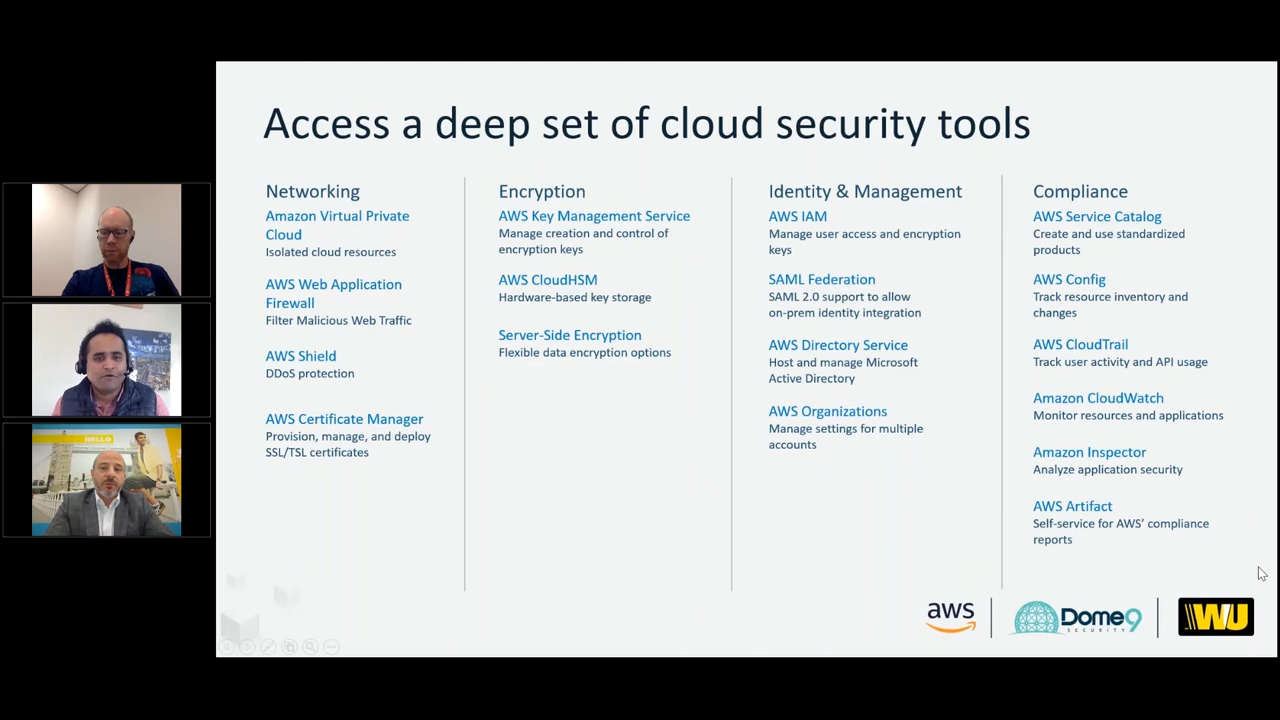 Access a deep set of cloud security tools
Networking
Amazon Virtual Private
Cloud
Isolated cloud resources
AWS Web Application
Firewall
Filter Malicious Web Traffic
AWS Shield
DDoS protection
AWS Certificate Manager
Provision, manage, and deploy
SSL/TSL certificates
Encryption
AWS Key Management Service
Manage creation and control of
encryption keys
AWS CloudHSM
Hardware-based key storage
Server-Side Encryption
Flexible data encryption options
Identity & Management
AWS IAM
Manage user access and encryption
keys
SAML Federation
SAML 2.0 support to allow
on-prem identity integration
AWS Directory Service
Host and manage Microsoft
Active Directory
AWS Organizations
Manage settings for multiple
accounts
Compliance
AWS Service Catalog
Create and use standardized
products
AWS Config
Track resource inventory and
changes
AWS CloudTrail
Track user activity and API usage
Amazon CloudWatch
Monitor resources and applications
Amazon Inspector
Analyze application security
AWS Artifact
Self-service for AWS’ compliance
reports
HELLO
aws
Dome9
SECURITY
WU